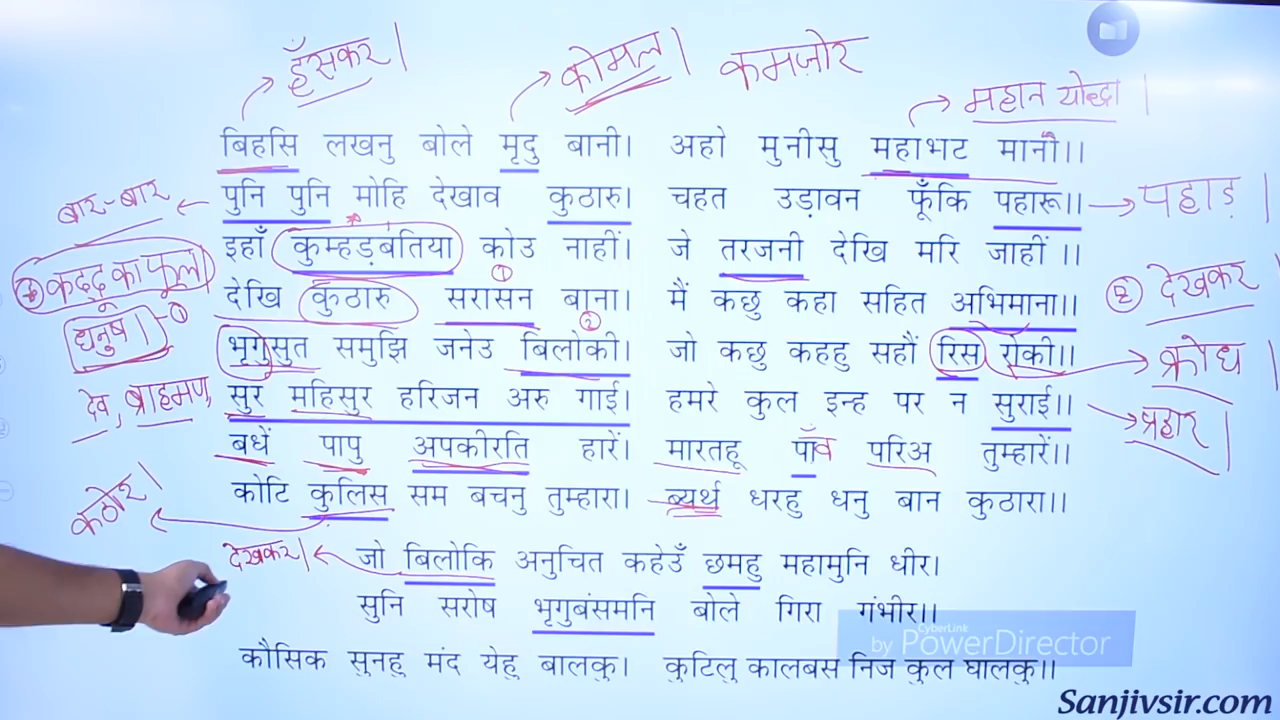 हँसकर। कोमल। कमज़ोर
महान योद्धा।
बिहसि लखनु बोले मृदु बानी। अहो मुनीसु महाभट मानौ।।
बार-बार पुनि पुनि मोहि देखाव कुठारु। चहत उड़ावन फूँकि पहारू।। पहाड़।
इहाँ कुम्हड़बतिया कोउ नाहीं। जे तरजनी देखि मरि जाहीं ।।
कद्दू का फूल। देखि कुठारु सरासन बाना। मैं कछु कहा सहित अभिमाना।। देखकर।
धनुष। भृगुसुत समुझि जनेउ बिलोकी। जो कछु कहहु सहौं रिस रोकी।। क्रोध
देव, ब्राह्मण, सुर महिसुर हरिजन अरु गाई। हमरे कुल इन्ह पर न सुराई।। प्रहार।
बधें पापु अपकीरति हारें। मारतहू पाँव परिअ तुम्हारें।।
कठोर। कोटि कुलिस सम बचनु तुम्हारा। ब्यर्थ धरहु धनु बान कुठारा।।
देखकर। जो बिलोकि अनुचित कहेउँ छमहु महामुनि धीर।
सुनि सरोष भृगुबंसमनि बोले गिरा गंभीर।।
CyberLink
by PowerDirector
कौसिक सुनहु मंद येहु बालकु। कुटिलु कालबस निज कुल घालकु।।
Sanjivsir.com